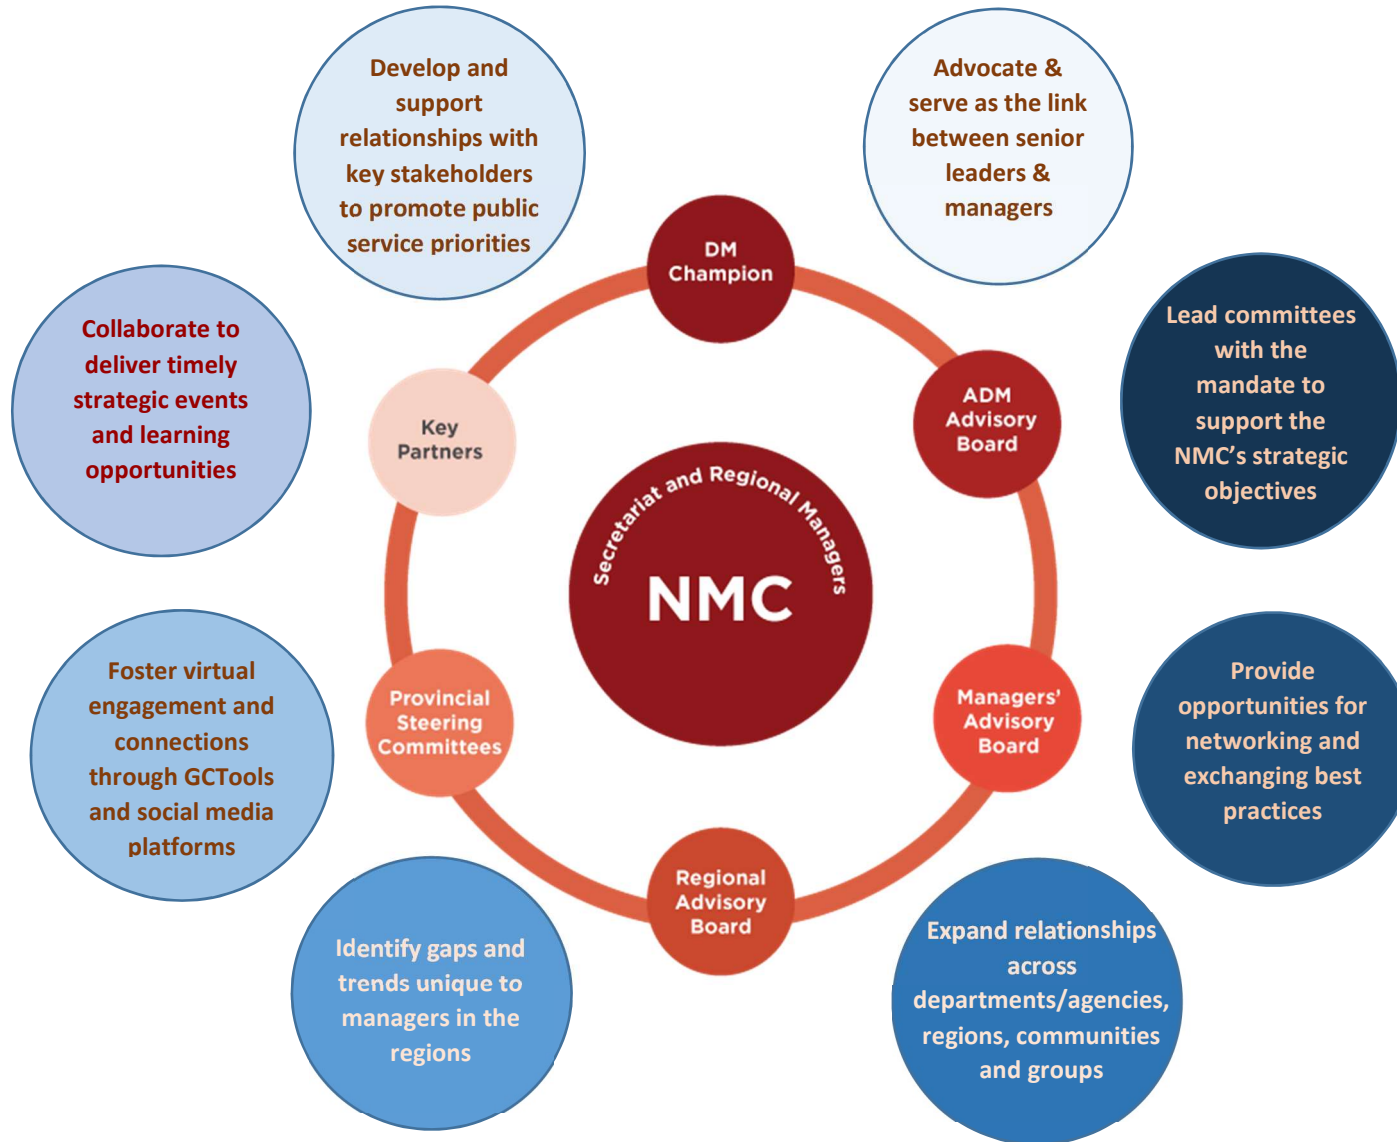 Develop and
support
relationships with
key stakeholders
to promote public
service priorities
Advocate &
serve as the link
between senior
leaders &
managers
DM
Champion
Collaborate to
deliver timely
strategic events
and learning
opportunities
Key
Partners
ADM
Advisory
Board
Lead committees
with the
mandate to
support the
NMC’s strategic
objectives
Secretariat and Regional Managers
NMC
Foster virtual
engagement and
connections
through GCTools
and social media
platforms
Provincial
Steering
Committees
Managers’
Advisory
Board
Provide
opportunities for
networking and
exchanging best
practices
Identify gaps and
trends unique to
managers in the
regions
Regional
Advisory
Board
Expand relationships
across
departments/agencies,
regions, communities
and groups